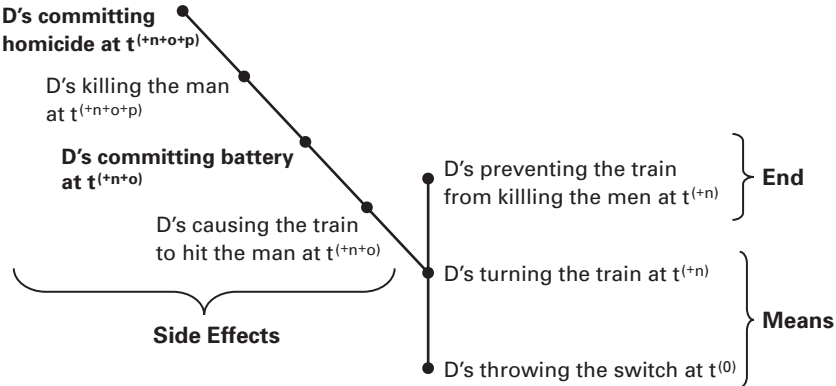 D's committing
homicide at t(+n+o+p)
D's killing the man
at t(+n+o+p)
D's committing battery
at t(+n+o)
D's causing the train
to hit the man at t(+n+o)
Side Effects
D's preventing the train
from killling the men at t(+n)
End
D's turning the train at t(+n)
Means
D's throwing the switch at t(0)